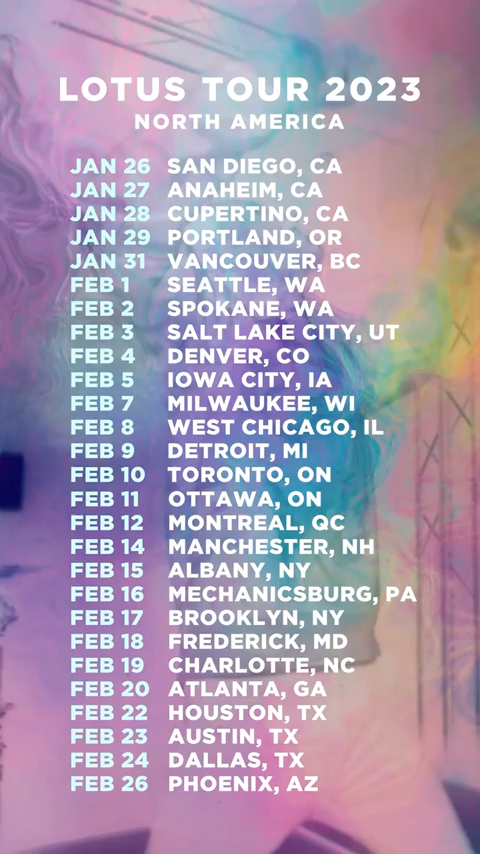 LOTUS TOUR 2023
NORTH AMERICA
JAN 26 SAN DIEGO, CA
JAN 27 ANAHEIM, CA
JAN 28 CUPERTINO, CA
JAN 29 PORTLAND, OR
JAN 31 VANCOUVER, BC
FEB 1 SEATTLE, WA
FEB 2 SPOKANE, WA
FEB 3 SALT LAKE CITY, UT
FEB 4 DENVER, CO
FEB 5 IOWA CITY, IA
FEB 7 MILWAUKEE, WI
FEB 8 WEST CHICAGO, IL
FEB 9 DETROIT, MI
FEB 10 TORONTO, ON
FEB 11 OTTAWA, ON
FEB 12 MONTREAL, QC
FEB 14 MANCHESTER, NH
FEB 15 ALBANY, NY
FEB 16 MECHANICSBURG, PA
FEB 17 BROOKLYN, NY
FEB 18 FREDERICK, MD
FEB 19 CHARLOTTE, NC
FEB 20 ATLANTA, GA
FEB 22 HOUSTON, TX
FEB 23 AUSTIN, TX
FEB 24 DALLAS, TX
FEB 26 PHOENIX, AZ